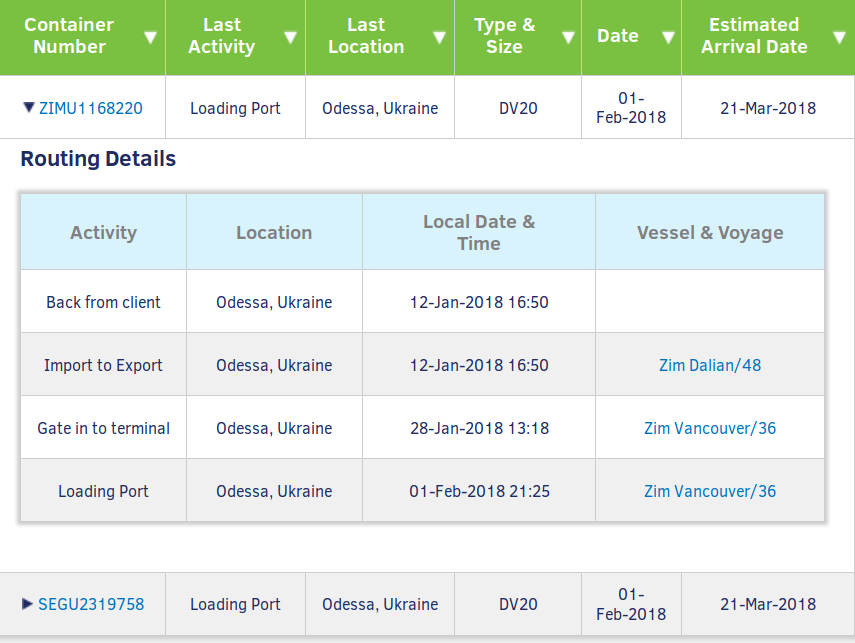 Container Number Last Activity Last Location Type & Size Date Estimated Arrival Date
ZIMU1168220 Loading Port Odessa, Ukraine DV20 01-Feb-2018 21-Mar-2018
Routing Details
Activity Location Local Date & Time Vessel & Voyage
Back from client Odessa, Ukraine 12-Jan-2018 16:50
Import to Export Odessa, Ukraine 12-Jan-2018 16:50 Zim Dalian/48
Gate in to terminal Odessa, Ukraine 28-Jan-2018 13:18 Zim Vancouver/36
Loading Port Odessa, Ukraine 01-Feb-2018 21:25 Zim Vancouver/36
SEGU2319758 Loading Port Odessa, Ukraine DV20 01-Feb-2018 21-Mar-2018